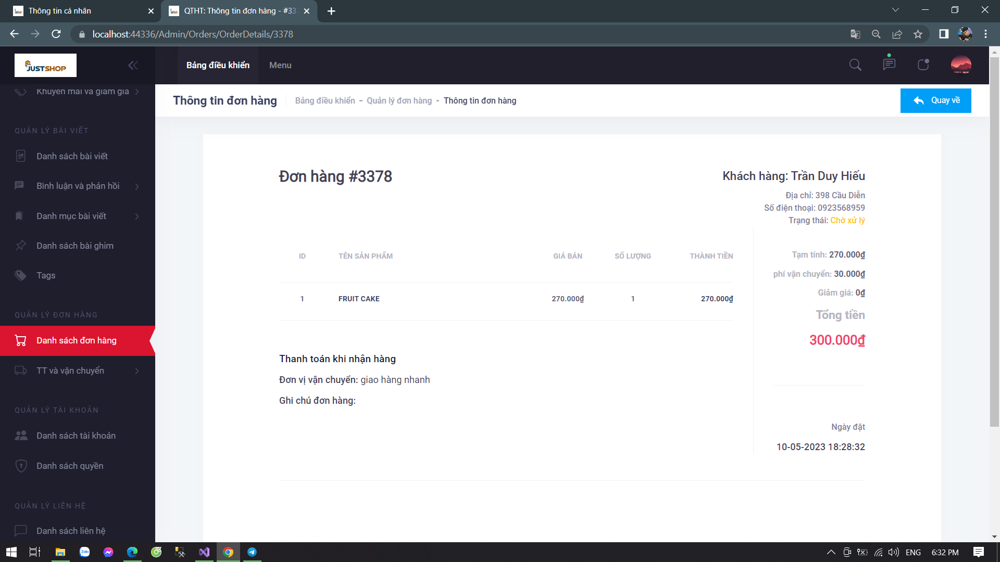 Thông tin cá nhân
QTHT: Thông tin đơn hàng - #337
localhost:44336/Admin/Orders/OrderDetails/3378
JUSTSHOP
Bảng điều khiển
Menu
Khuyến mãi và giảm giá
QUẢN LÝ BÀI VIẾT
Danh sách bài viết
Bình luận và phản hồi
Danh mục bài viết
Danh sách bài ghim
Tags
QUẢN LÝ ĐƠN HÀNG
Danh sách đơn hàng
TT và vận chuyển
QUẢN LÝ TÀI KHOẢN
Danh sách tài khoản
Danh sách quyền
QUẢN LÝ LIÊN HỆ
Danh sách liên hệ
Thông tin đơn hàng
Bảng điều khiển - Quản lý đơn hàng - Thông tin đơn hàng
Quay về
Đơn hàng #3378
Khách hàng: Trần Duy Hiếu
Địa chỉ: 398 Cầu Diễn
Số điện thoại: 0923568959
Trạng thái: Chờ xử lý
ID TÊN SẢN PHẨM GIÁ BÁN SỐ LƯỢNG THÀNH TIỀN
1 FRUIT CAKE 270.000₫ 1 270.000₫
Tạm tính: 270.000₫
phí vận chuyển: 30.000₫
Giảm giá: 0₫
Tổng tiền
300.000₫
Thanh toán khi nhận hàng
Đơn vị vận chuyển: giao hàng nhanh
Ghi chú đơn hàng:
Ngày đặt
10-05-2023 18:28:32
Zalo
ENG
6:32 PM